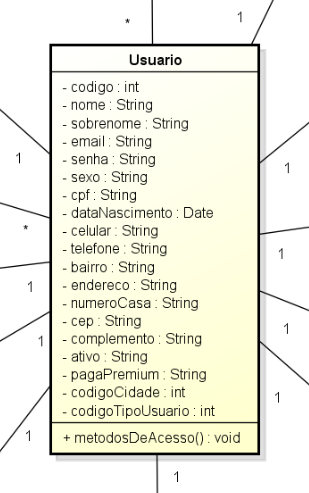 *
1
Usuario
- codigo : int
- nome : String
- sobrenome : String
- email : String
- senha : String
1
1
- sexo : String
- cpf : String
- dataNascimento : Date
- celular : String
*
- telefone : String
1
- bairro : String
- endereco : String
1
- numeroCasa : String
- cep : String
1
- complemento : String
1
- ativo : String
- pagaPremium : String
- codigoCidade : int
1
- codigoTipoUsuario : int
+ metodosDeAcesso() : void
1
1